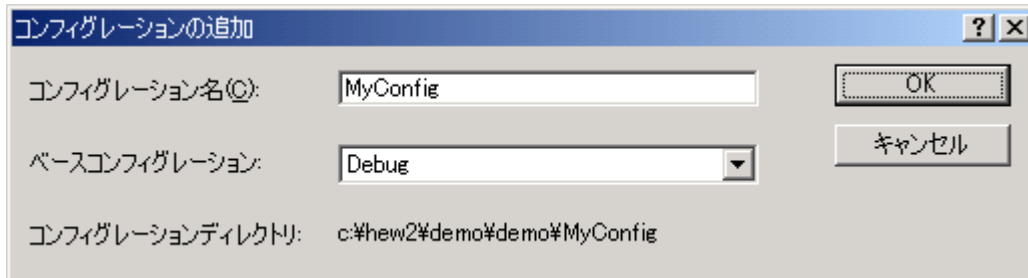 コンフィグレーションの追加
コンフィグレーション名(C): MyConfig OK
ベースコンフィグレーション: Debug キャンセル
コンフィグレーションディレクトリ: c:¥hew2¥demo¥demo¥MyConfig